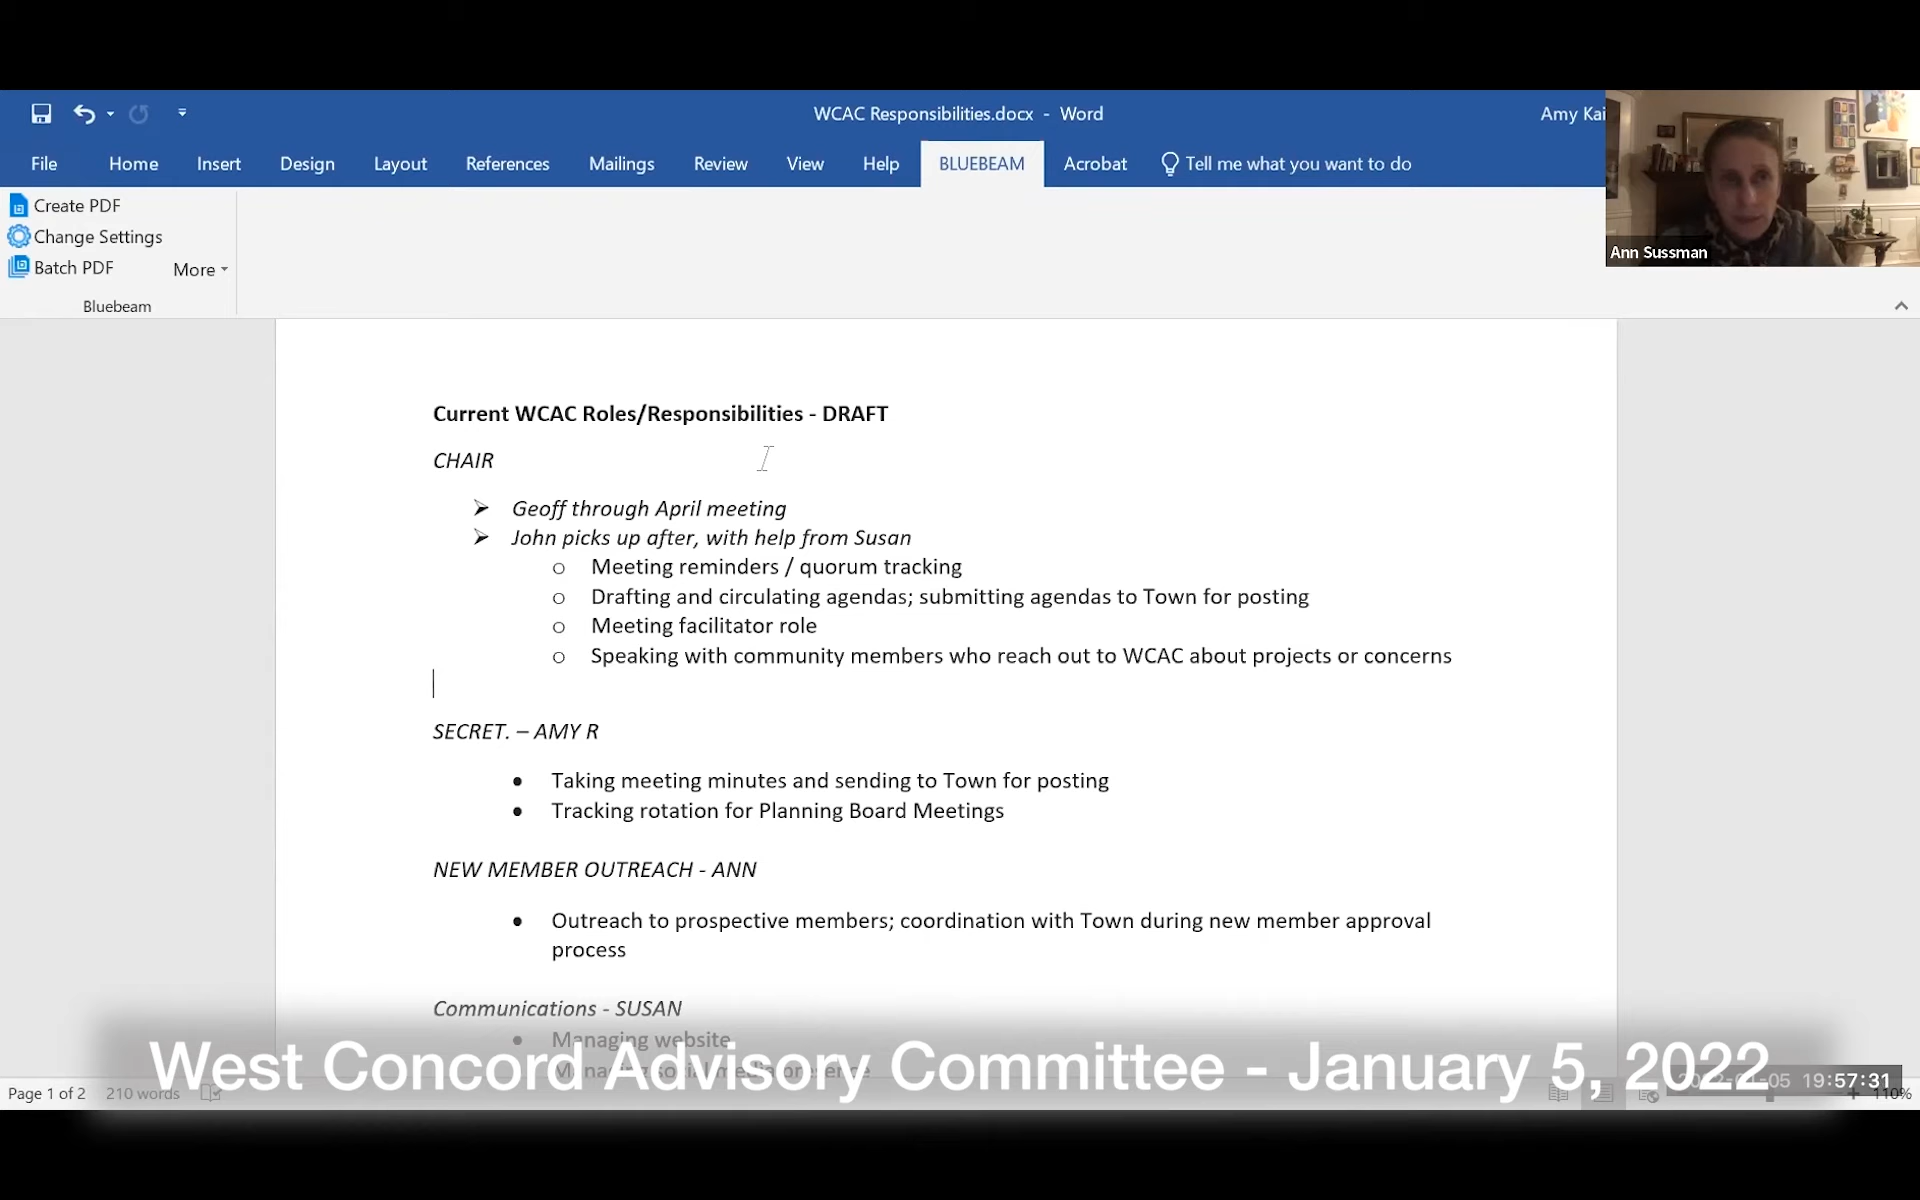 WCAC Responsibilities.docx - Word
Amy Kai
File Home Insert Design Layout References Mailings Review View Help BLUEBEAM Acrobat Tell me what you want to do
Create PDF
Change Settings
Batch PDF More
Bluebeam
Ann Sussman
Current WCAC Roles/Responsibilities - DRAFT
CHAIR
➢ Geoff through April meeting
➢ John picks up after, with help from Susan
o Meeting reminders / quorum tracking
o Drafting and circulating agendas; submitting agendas to Town for posting
o Meeting facilitator role
o Speaking with community members who reach out to WCAC about projects or concerns
SECRET. – AMY R
• Taking meeting minutes and sending to Town for posting
• Tracking rotation for Planning Board Meetings
NEW MEMBER OUTREACH - ANN
• Outreach to prospective members; coordination with Town during new member approval
process
Communications - SUSAN
• Managing website
• Managing social media presence
West Concord Advisory Committee - January 5, 2022
Page 1 of 2 210 words
19:57:31
110%